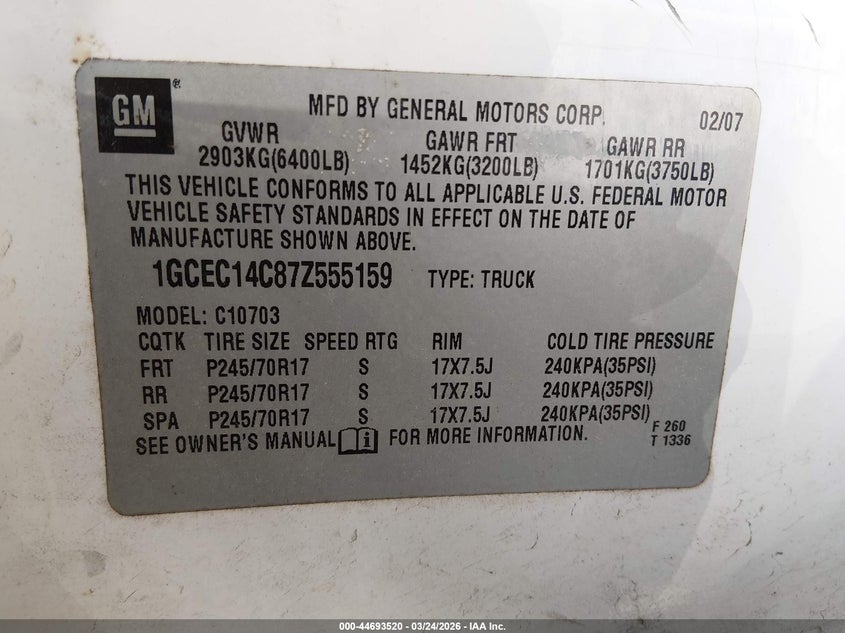 GM ®
MFD BY GENERAL MOTORS CORP. 02/07
GVWR GAWR FRT GAWR RR
2903KG(6400LB) 1452KG(3200LB) 1701KG(3750LB)
THIS VEHICLE CONFORMS TO ALL APPLICABLE U.S. FEDERAL MOTOR
VEHICLE SAFETY STANDARDS IN EFFECT ON THE DATE OF
MANUFACTURE SHOWN ABOVE.
1GCEC14C87Z555159 TYPE: TRUCK
MODEL: C10703
CQTK TIRE SIZE SPEED RTG RIM COLD TIRE PRESSURE
FRT P245/70R17 S 17X7.5J 240KPA(35PSI)
RR P245/70R17 S 17X7.5J 240KPA(35PSI)
SPA P245/70R17 S 17X7.5J 240KPA(35PSI)
SEE OWNER'S MANUAL i FOR MORE INFORMATION.
F 260
T 1336
000-44693520 | 03/24/2026 - IAA Inc.